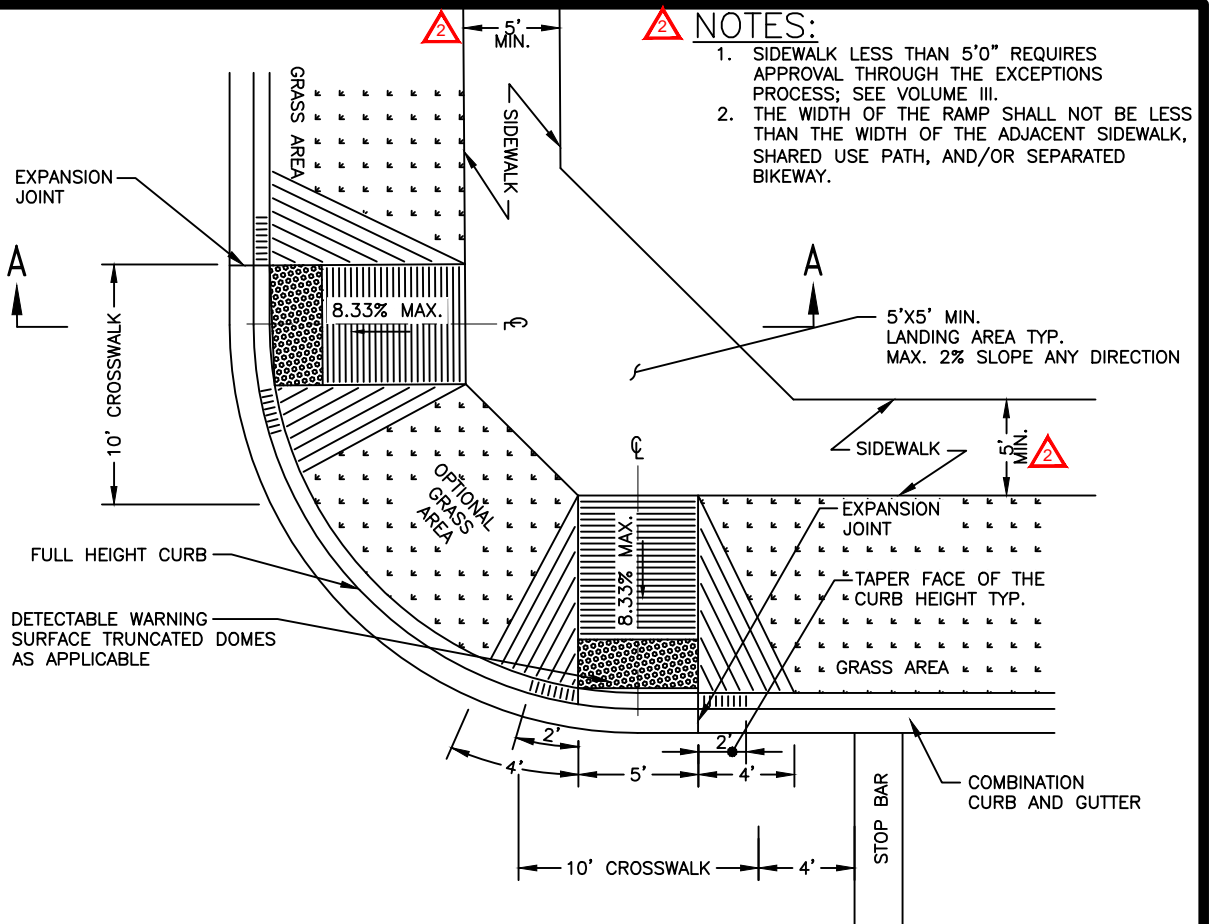 2
5'
MIN.
2
NOTES:
1. SIDEWALK LESS THAN 5'0" REQUIRES
APPROVAL THROUGH THE EXCEPTIONS
PROCESS; SEE VOLUME III.
2. THE WIDTH OF THE RAMP SHALL NOT BE LESS
THAN THE WIDTH OF THE ADJACENT SIDEWALK,
SHARED USE PATH, AND/OR SEPARATED
BIKEWAY.
GRASS AREA
SIDEWALK
EXPANSION
JOINT
A
A
8.33% MAX.
℄
5'X5' MIN.
LANDING AREA TYP.
MAX. 2% SLOPE ANY DIRECTION
10' CROSSWALK
℄
SIDEWALK
5'
MIN.
2
OPTIONAL
GRASS
AREA
EXPANSION
JOINT
8.33% MAX.
FULL HEIGHT CURB
TAPER FACE OF THE
CURB HEIGHT TYP.
DETECTABLE WARNING
SURFACE TRUNCATED DOMES
AS APPLICABLE
GRASS AREA
2'
2'
4'
5'
4'
COMBINATION
CURB AND GUTTER
STOP BAR
10' CROSSWALK
4'